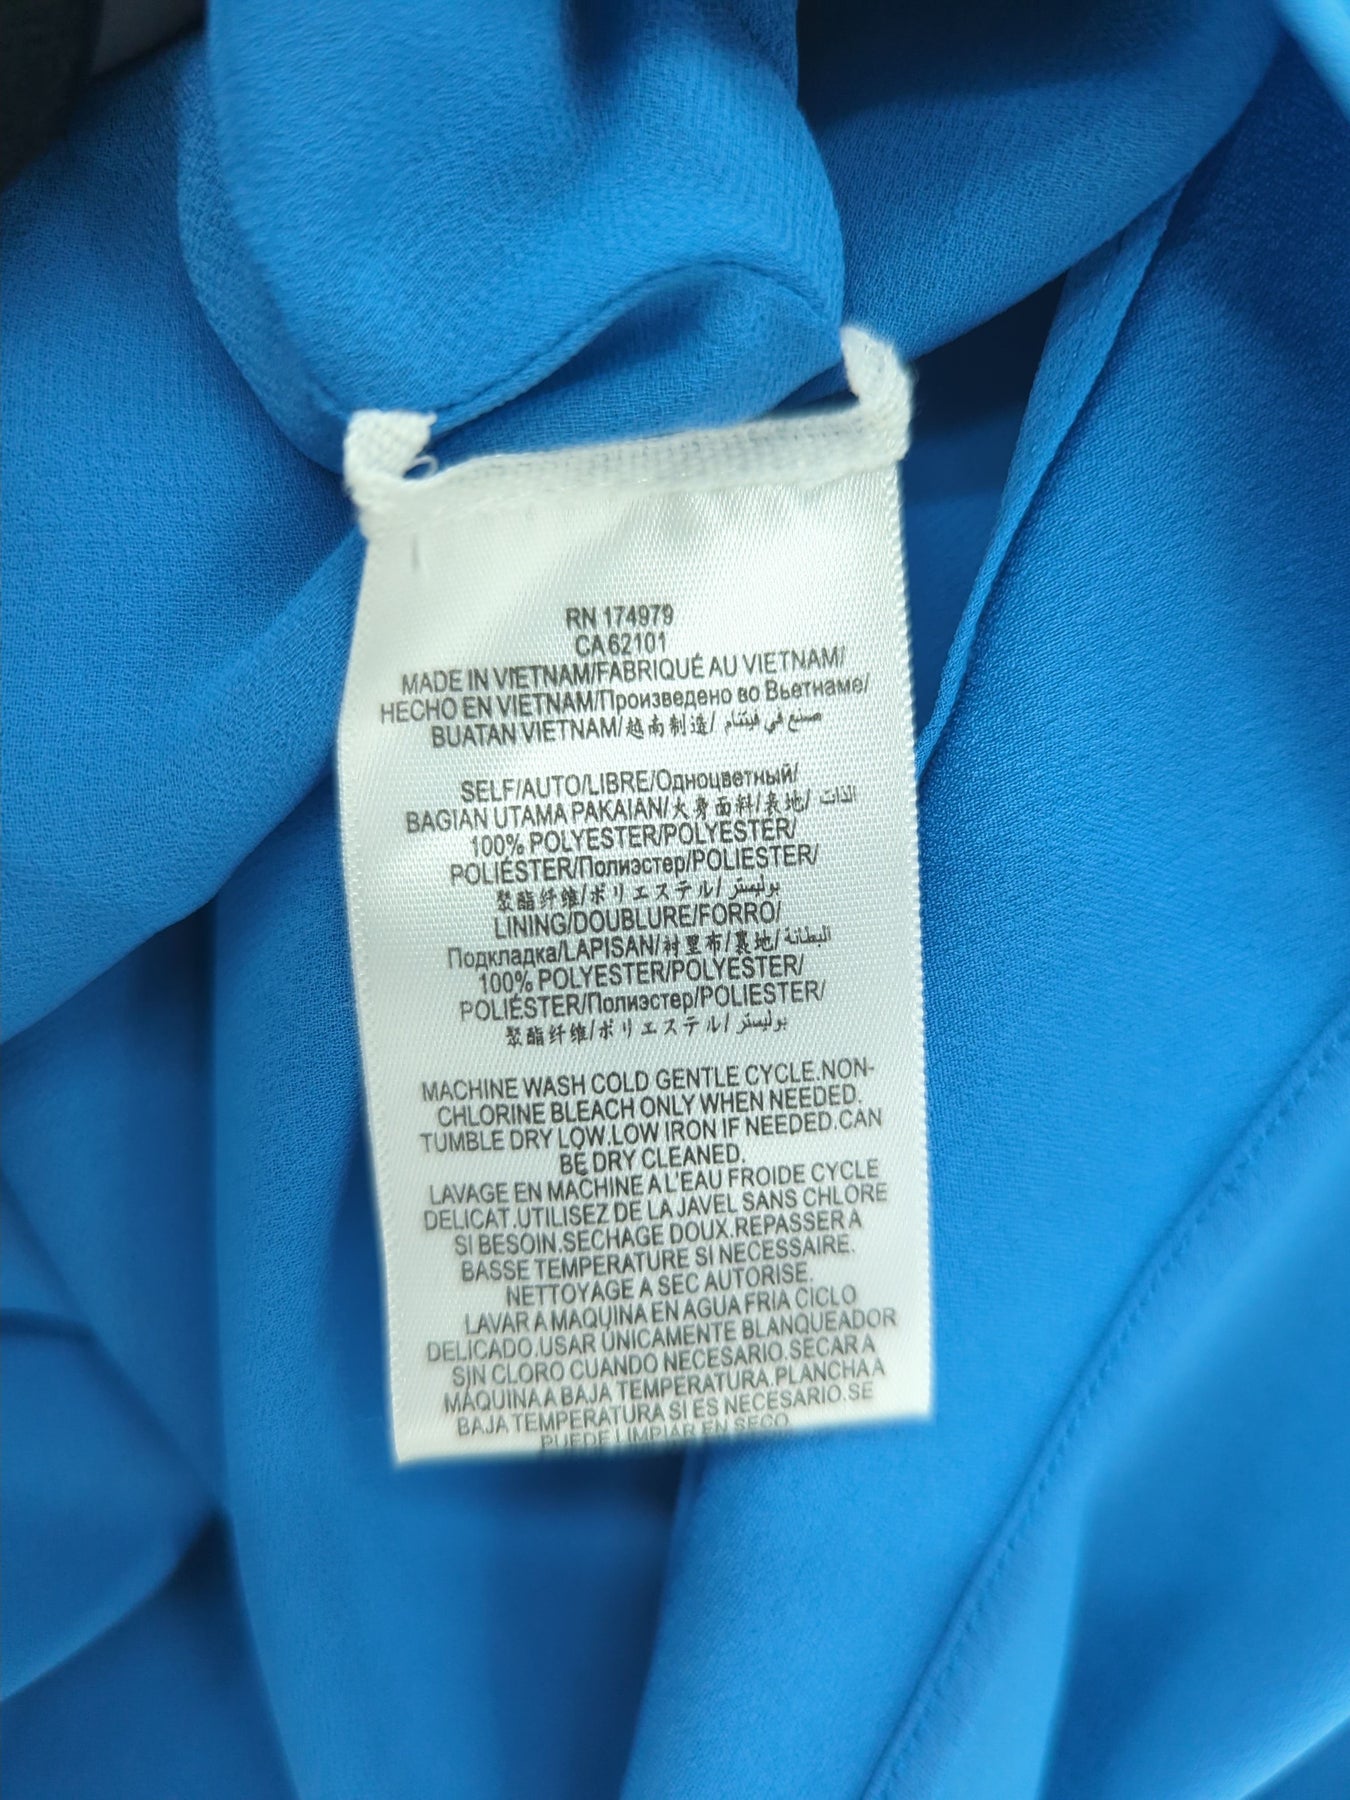 RN 174979
CA 62101
MADE IN VIETNAM/FABRIQUÉ AU VIETNAM/
HECHO EN VIETNAM/Произведено во Вьетнаме/
BUATAN VIETNAM/越南制造/ صنع في فيتنام
SELF/AUTO/LIBRE/Одноцветный/
BAGIAN UTAMA PAKAIAN/大身面料/表地/ الذات
100% POLYESTER/POLYESTER/
POLIÉSTER/Полиэстер/POLIESTER/
聚酯纤维/ポリエステル/ بوليستر
LINING/DOUBLURE/FORRO/
Подкладка/LAPISAN/衬里布/裏地/ البطانة
100% POLYESTER/POLYESTER/
POLIÉSTER/Полиэстер/POLIESTER/
聚酯纤维/ポリエステル/ بوليستر
MACHINE WASH COLD GENTLE CYCLE.NON-
CHLORINE BLEACH ONLY WHEN NEEDED.
TUMBLE DRY LOW.LOW IRON IF NEEDED.CAN
BE DRY CLEANED.
LAVAGE EN MACHINE A L'EAU FROIDE CYCLE
DELICAT.UTILISEZ DE LA JAVEL SANS CHLORE
SI BESOIN.SECHAGE DOUX.REPASSER A
BASSE TEMPERATURE SI NECESSAIRE.
NETTOYAGE A SEC AUTORISE.
LAVAR A MAQUINA EN AGUA FRIA CICLO
DELICADO.USAR ÚNICAMENTE BLANQUEADOR
SIN CLORO CUANDO NECESARIO.SECAR A
MÁQUINA A BAJA TEMPERATURA.PLANCHA A
BAJA TEMPERATURA SI ES NECESARIO.SE
PUEDE LIMPIAR EN SECO.